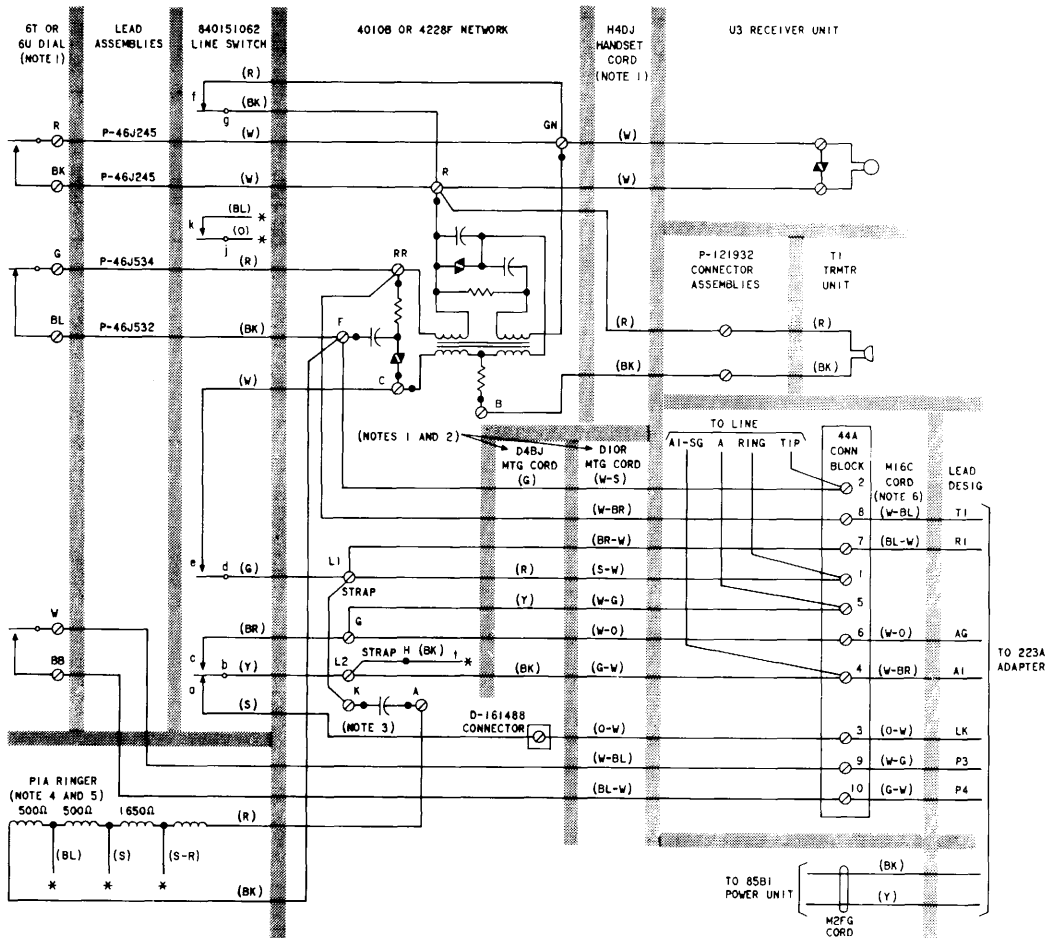 6T OR
6U DIAL
(NOTE 1)
LEAD
ASSEMBLIES
840151062
LINE SWITCH
4010B OR 4228F NETWORK
H4DJ
HANDSET
CORD
(NOTE 1)
U3 RECEIVER UNIT
(R)
f
(BK)
g
R
P-46J245
(W)
GN
(W)
BK
P-46J245
(W)
R
(W)
(BL) *
k
(O) *
j
G
P-46J534
(R)
RR
P-121932
CONNECTOR
ASSEMBLIES
T1
TRMTR
UNIT
BL
P-46J532
(BK)
F
(R)
(R)
(W)
C
(BK)
(BK)
B
(NOTES 1 AND 2)
D4BJ
MTG CORD
(G)
D10R
MTG CORD
(W-S)
TO LINE
A1-SG A RING TIP
44A
CONN
BLOCK
2
M16C
CORD
(NOTE 6)
LEAD
DESIG
(W-BR)
8
(W-BL)
T1
(BR-W)
7
(BL-W)
R1
e
d
(G)
L1
STRAP
(R)
(S-W)
1
(Y)
(W-G)
5
W
(BR)
G
(W-O)
6
(W-O)
AG
c
b
(Y)
L2
STRAP H (BK) t *
(BK)
(G-W)
4
(W-BR)
A1
TO 223A
ADAPTER
BB
a
(S)
K
A
(NOTE 3)
D-161488
CONNECTOR
(O-W)
3
(O-W)
LK
(W-BL)
9
(W-G)
P3
(BL-W)
10
(G-W)
P4
P1A RINGER
(NOTE 4 AND 5)
500Ω 500Ω 1650Ω
(R)
(BL)
(S)
(S-R)
* * *
(BK)
TO 85B1
POWER UNIT
(BK)
(Y)
M2FG
CORD